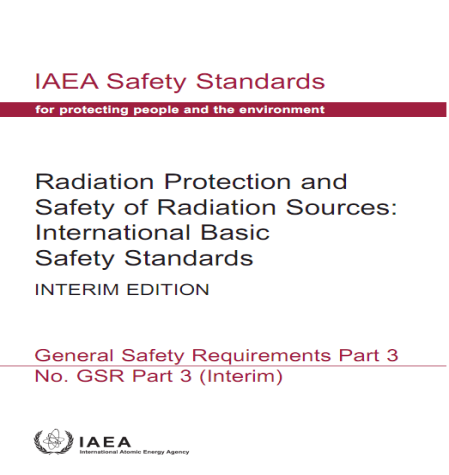 IAEA Safety Standards
for protecting people and the environment
Radiation Protection and
Safety of Radiation Sources:
International Basic
Safety Standards
INTERIM EDITION
General Safety Requirements Part 3
No. GSR Part 3 (Interim)
IAEA
International Atomic Energy Agency